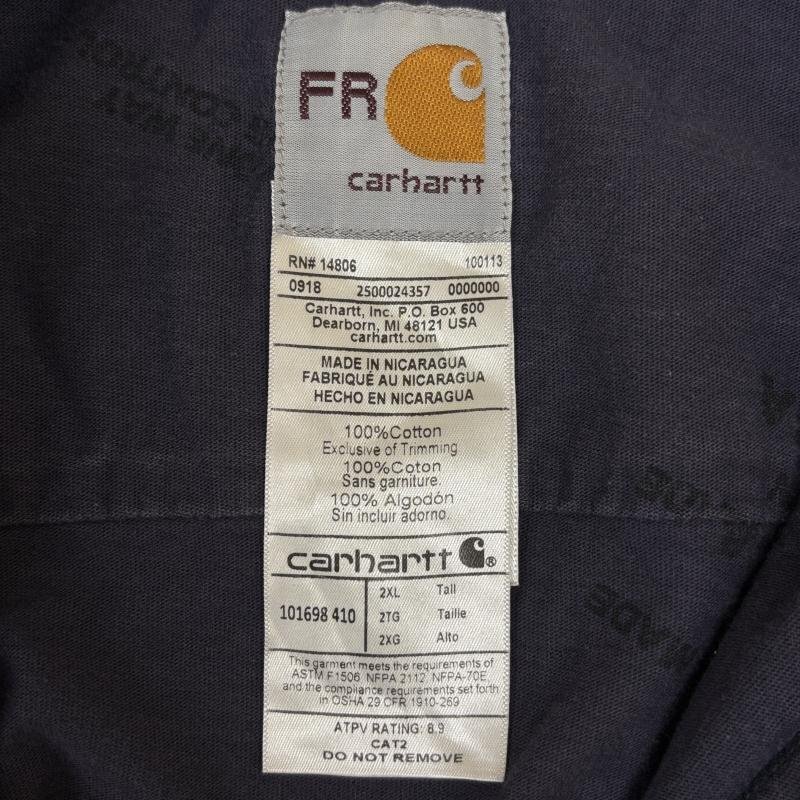 FR
carhartt
RN# 14806 100113
0918 2500024357 0000000
Carhartt, Inc. P.O. Box 600
Dearborn, MI 48121 USA
carhartt.com
MADE IN NICARAGUA
FABRIQUÉ AU NICARAGUA
HECHO EN NICARAGUA
100%Cotton
Exclusive of Trimming
100%Coton
Sans garniture.
100% Algodón
Sin incluir adorno.
carhartt®
101698 410
2XL Tall
2TG Taille
2XG Alto
This garment meets the requirements of
ASTM F1506, NFPA 2112, NFPA-70E,
and the compliance requirements set forth
in OSHA 29 CFR 1910-269
ATPV RATING: 8.9
CAT2
DO NOT REMOVE
CONTROL
MADE